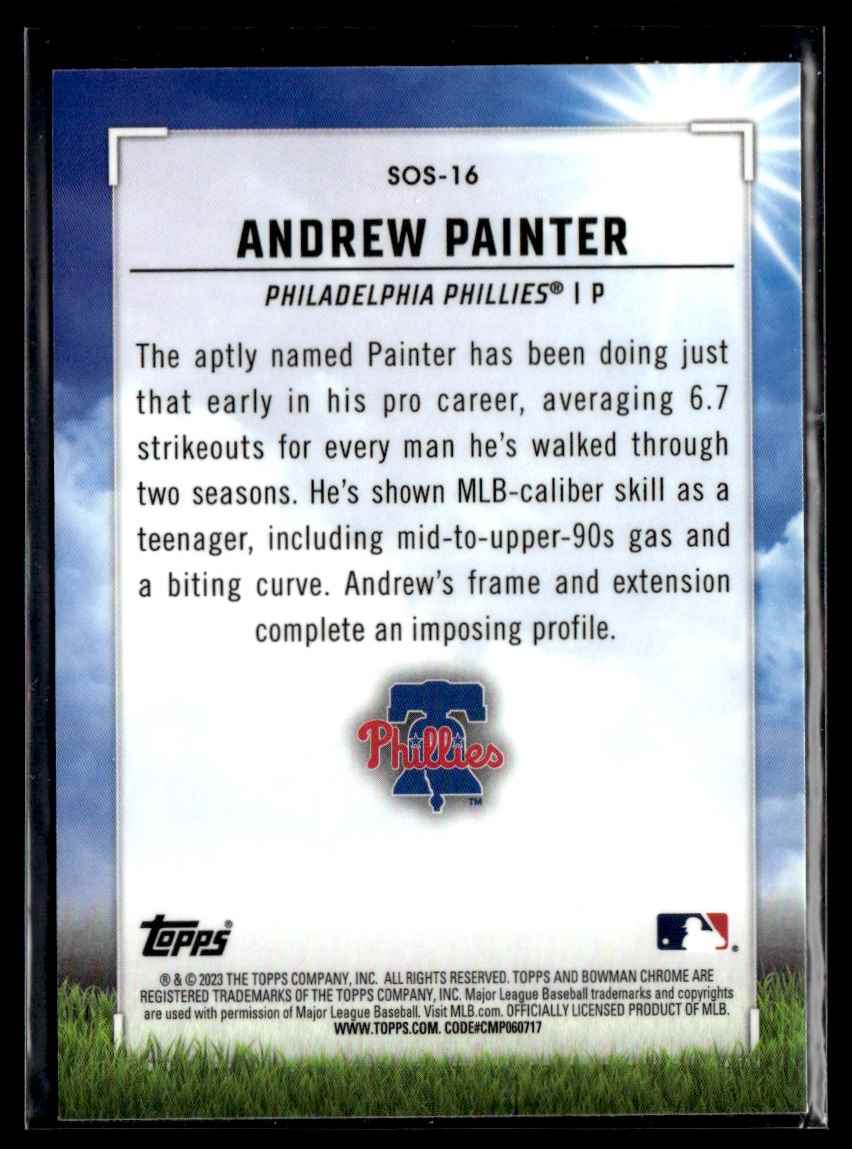 SOS-16
ANDREW PAINTER
PHILADELPHIA PHILLIES® | P
The aptly named Painter has been doing just
that early in his pro career, averaging 6.7
strikeouts for every man he's walked through
two seasons. He's shown MLB-caliber skill as a
teenager, including mid-to-upper-90s gas and
a biting curve. Andrew's frame and extension
complete an imposing profile.
Phillies
TM
Topps®
®
® & © 2023 THE TOPPS COMPANY, INC. ALL RIGHTS RESERVED. TOPPS AND BOWMAN CHROME ARE
REGISTERED TRADEMARKS OF THE TOPPS COMPANY, INC. Major League Baseball trademarks and copyrights
are used with permission of Major League Baseball. Visit MLB.com. OFFICIALLY LICENSED PRODUCT OF MLB.
WWW.TOPPS.COM. CODE#CMP060717